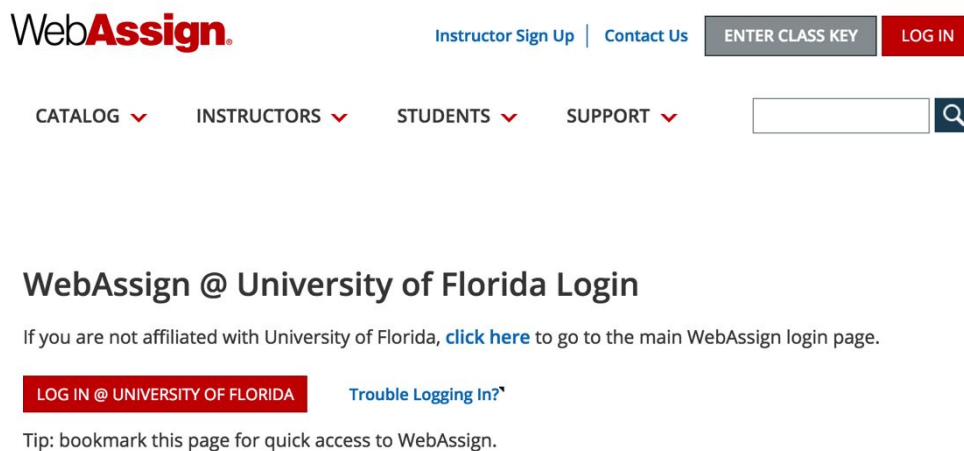 WebAssign.
Instructor Sign Up | Contact Us ENTER CLASS KEY LOG IN
CATALOG INSTRUCTORS STUDENTS SUPPORT
WebAssign @ University of Florida Login
If you are not affiliated with University of Florida, click here to go to the main WebAssign login page.
LOG IN @ UNIVERSITY OF FLORIDA Trouble Logging In?
Tip: bookmark this page for quick access to WebAssign.